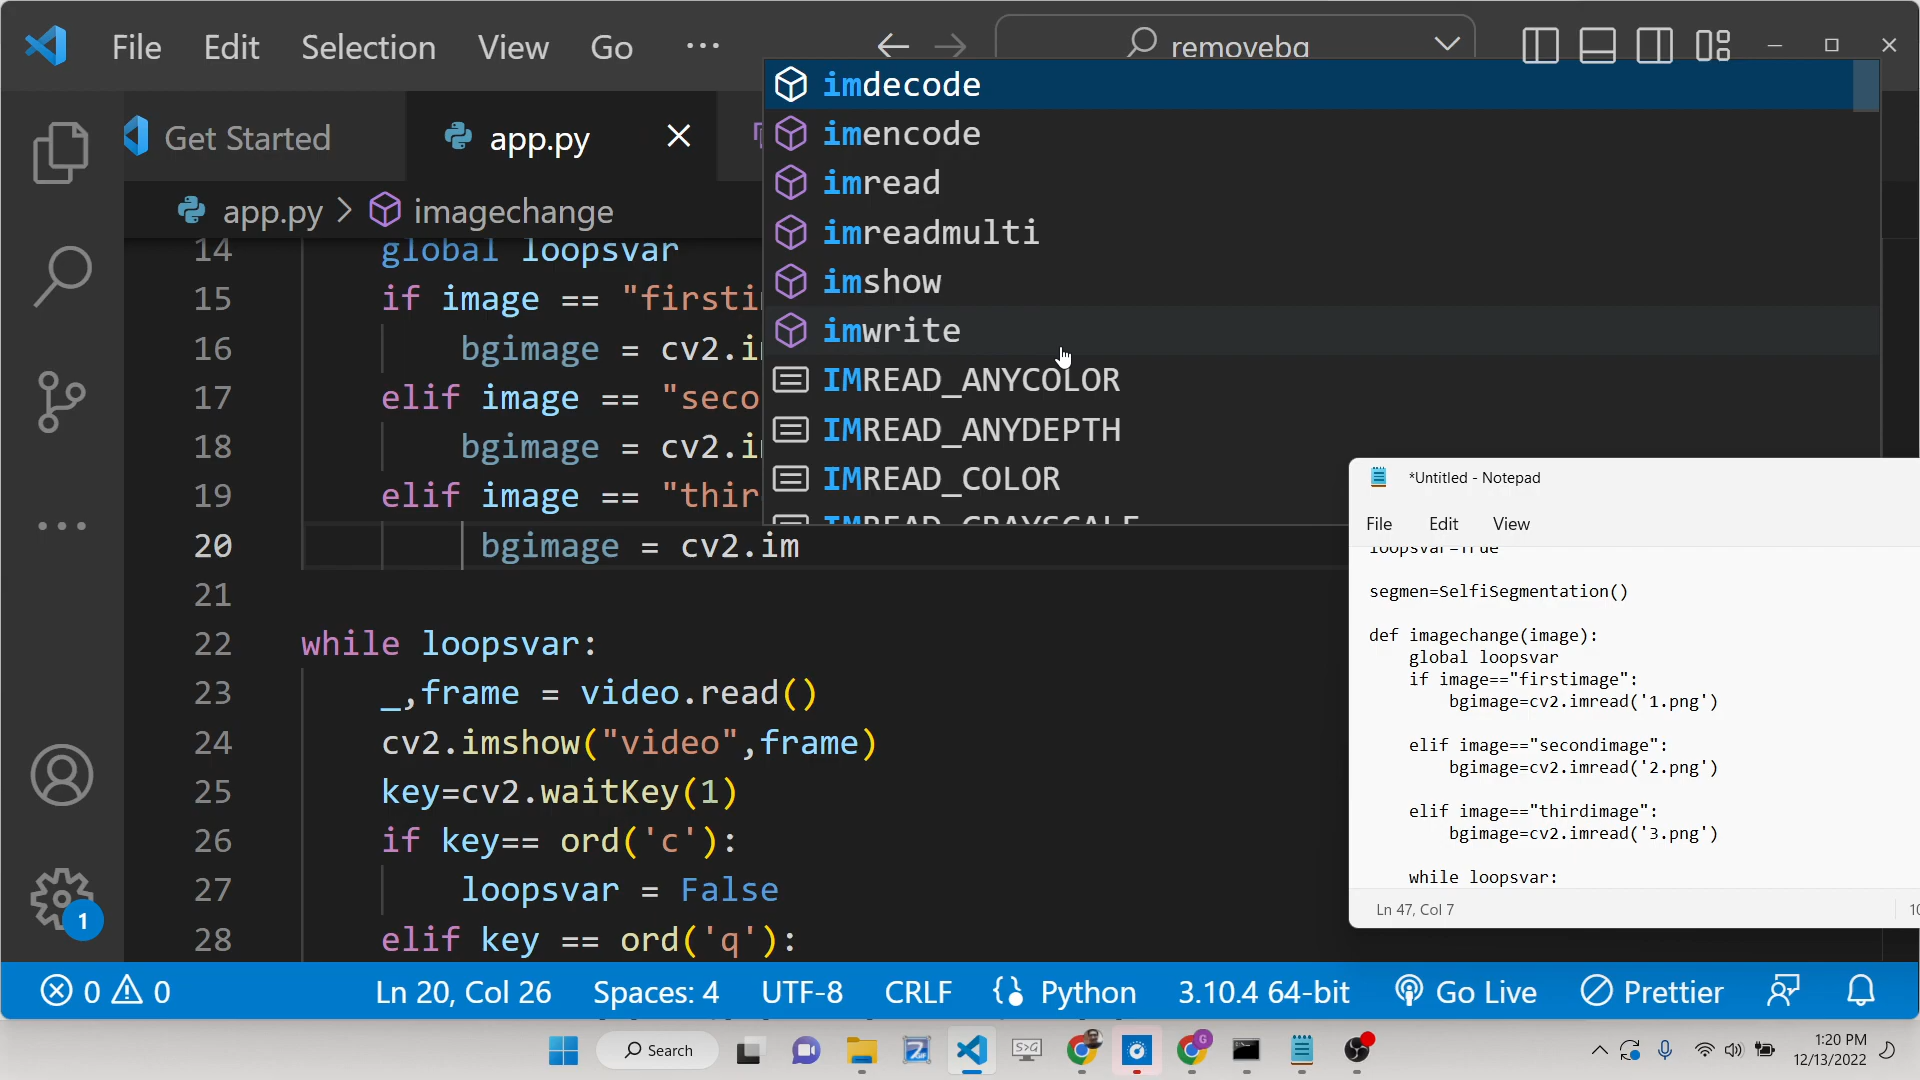 File Edit Selection View Go ··· removebg
Get Started app.py
app.py > imagechange
imdecode
imencode
imread
imreadmulti
imshow
imwrite
IMREAD_ANYCOLOR
IMREAD_ANYDEPTH
IMREAD_COLOR
IMREAD_GRAYSCALE
14 global loopsvar
15 if image == "firsti
16 bgimage = cv2.i
17 elif image == "seco
18 bgimage = cv2.i
19 elif image == "thir
20 bgimage = cv2.im
21
22 while loopsvar:
23 _,frame = video.read()
24 cv2.imshow("video",frame)
25 key=cv2.waitKey(1)
26 if key== ord('c'):
27 loopsvar = False
28 elif key == ord('q'):
*Untitled - Notepad
File Edit View
loopsvar=True
segmen=SelfiSegmentation()
def imagechange(image):
global loopsvar
if image=="firstimage":
bgimage=cv2.imread('1.png')
elif image=="secondimage":
bgimage=cv2.imread('2.png')
elif image=="thirdimage":
bgimage=cv2.imread('3.png')
while loopsvar:
Ln 47, Col 7
1
0 0 Ln 20, Col 26 Spaces: 4 UTF-8 CRLF Python 3.10.4 64-bit Go Live Prettier
Search
1:20 PM
12/13/2022